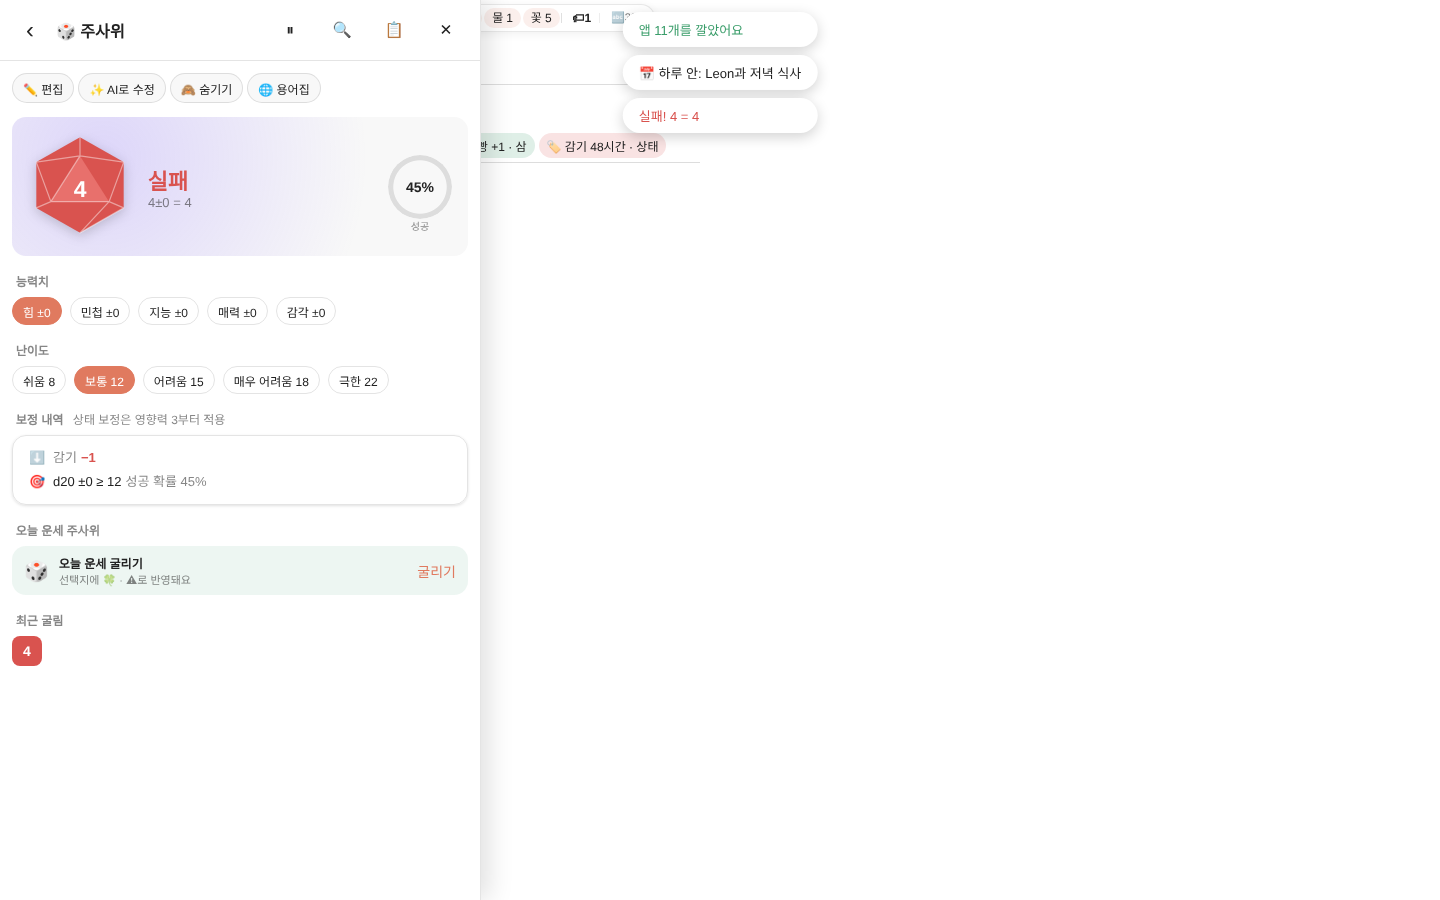 주사위
편집
AI로 수정
숨기기
용어집
4
실패
4±0 = 4
45%
성공
능력치
힘 ±0
민첩 ±0
지능 ±0
매력 ±0
감각 ±0
난이도
쉬움 8
보통 12
어려움 15
매우 어려움 18
극한 22
보정 내역 상태 보정은 영향력 3부터 적용
감기 −1
d20 ±0 ≥ 12 성공 확률 45%
오늘 운세 주사위
오늘 운세 굴리기
선택지에 🍀 · ⚠로 반영돼요
굴리기
최근 굴림
4
물 1
꽃 5
1
+1 · 삼
감기 48시간 · 상태
앱 11개를 깔았어요
하루 안: Leon과 저녁 식사
실패! 4 = 4